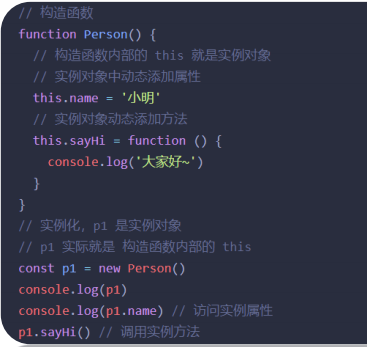 // 构造函数
function Person() {
  // 构造函数内部的 this 就是实例对象
  // 实例对象中动态添加属性
  this.name = '小明'
  // 实例对象动态添加方法
  this.sayHi = function () {
    console.log('大家好~')
  }
}
// 实例化，p1 是实例对象
// p1 实际就是 构造函数内部的 this
const p1 = new Person()
console.log(p1)
console.log(p1.name) // 访问实例属性
p1.sayHi() // 调用实例方法